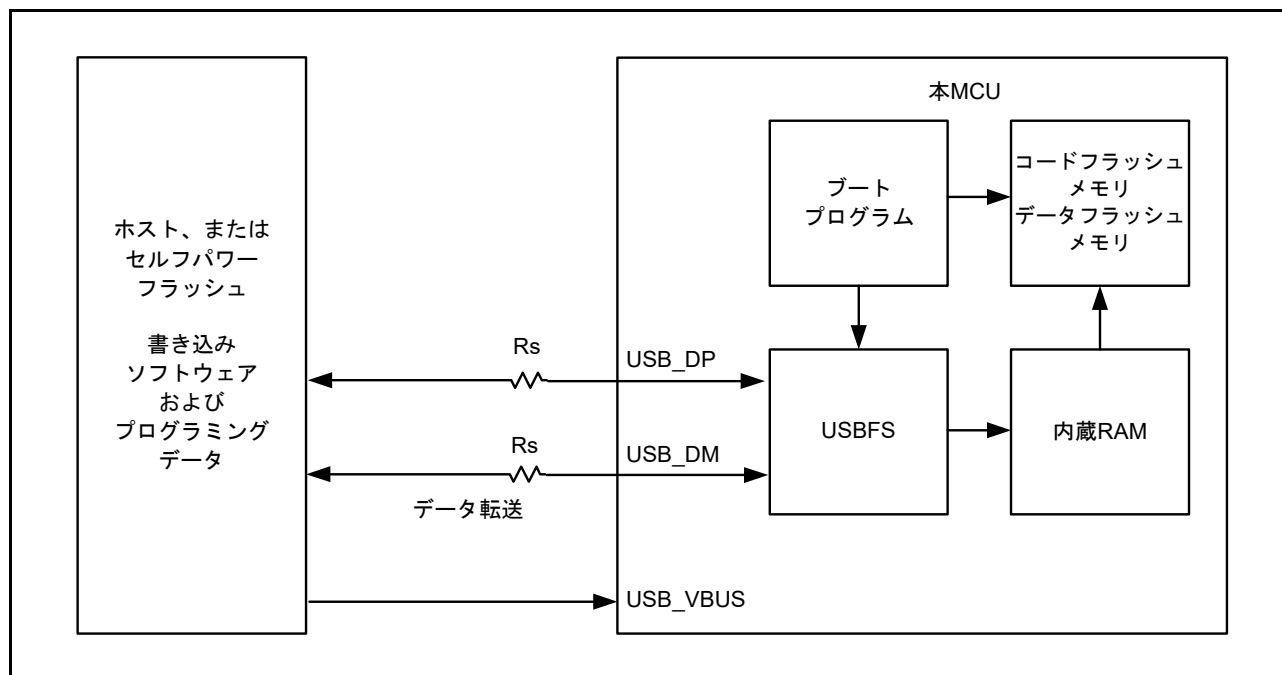 本MCU
ホスト、または
セルフパワー
フラッシュ
書き込み
ソフトウェア
および
プログラミング
データ
Rs
USB_DP
Rs
USB_DM
データ転送
USB_VBUS
ブート
プログラム
コードフラッシュ
メモリ
データフラッシュ
メモリ
USBFS
内蔵RAM